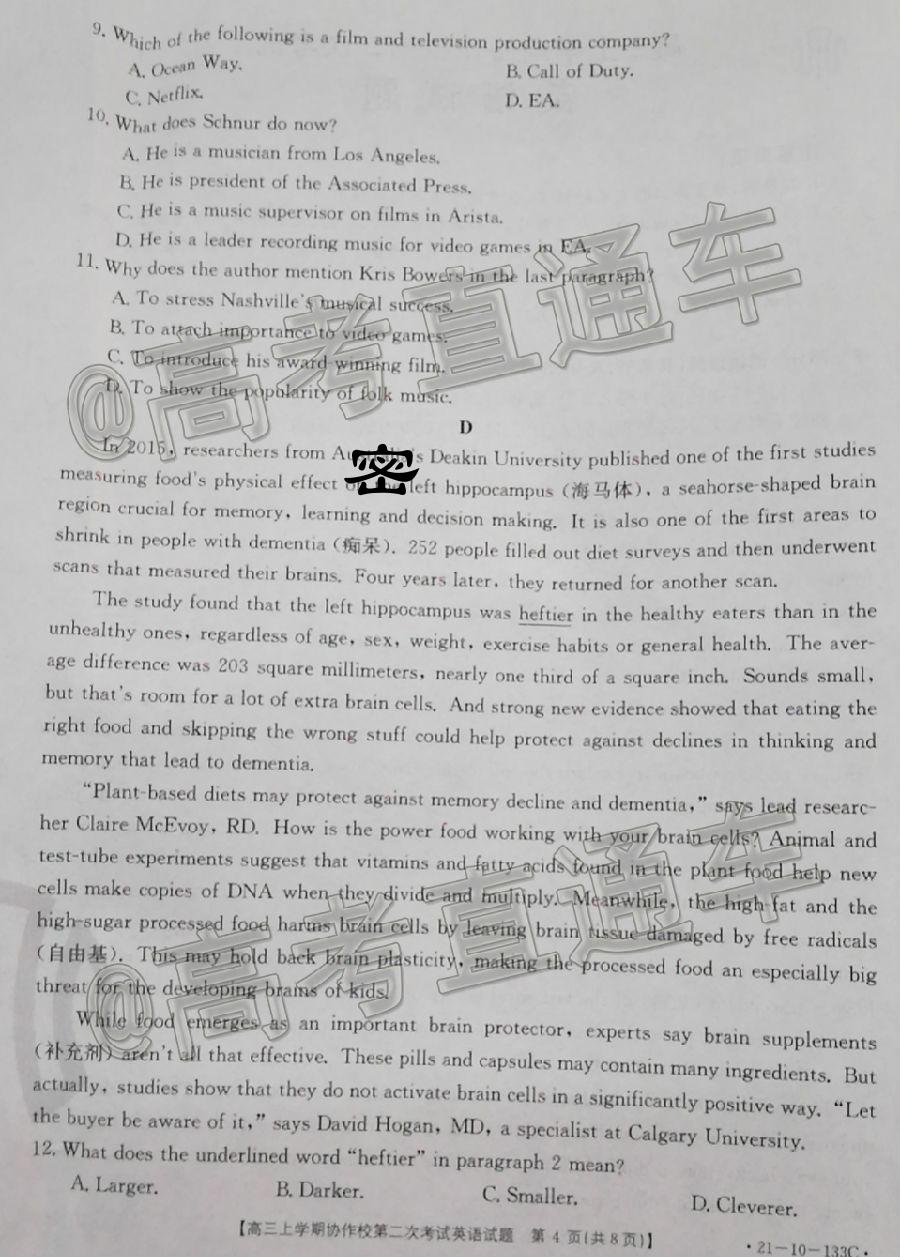 9. Which of the following is a film and television production company?
A. Ocean Way.
B. Call of Duty.
C. Netflix.
D. EA.
10. What does Schnur do now?
A. He is a musician from Los Angeles.
B. He is president of the Associated Press.
C. He is a music supervisor on films in Arista.
D. He is a leader recording music for video games in EA.
11. Why does the author mention Kris Bowers in the last paragraph?
A. To stress Nashville's musical success.
B. To attach importance to video games.
C. To introduce his award-winning film.
D. To show the popularity of folk music.
@高考直通车
D
In 2015, researchers from Australia's Deakin University published one of the first studies
密
measuring food's physical effect left hippocampus (海马体), a seahorse-shaped brain
region crucial for memory, learning and decision making. It is also one of the first areas to
shrink in people with dementia (痴呆). 252 people filled out diet surveys and then underwent
scans that measured their brains. Four years later, they returned for another scan.
The study found that the left hippocampus was heftier in the healthy eaters than in the
unhealthy ones, regardless of age, sex, weight, exercise habits or general health. The aver-
age difference was 203 square millimeters, nearly one third of a square inch. Sounds small,
but that's room for a lot of extra brain cells. And strong new evidence showed that eating the
right food and skipping the wrong stuff could help protect against declines in thinking and
memory that lead to dementia.
"Plant-based diets may protect against memory decline and dementia," says lead researc-
her Claire McEvoy, RD. How is the power food working with your brain cells? Animal and
test-tube experiments suggest that vitamins and fatty acids found in the plant food help new
cells make copies of DNA when they divide and multiply. Meanwhile, the high-fat and the
high-sugar processed food harms brain cells by leaving brain tissue damaged by free radicals
(自由基). This may hold back brain plasticity, making the processed food an especially big
threat for the developing brains of kids.
@高考直通车
While food emerges as an important brain protector, experts say brain supplements
(补充剂) aren't all that effective. These pills and capsules may contain many ingredients. But
actually, studies show that they do not activate brain cells in a significantly positive way. "Let
the buyer be aware of it," says David Hogan, MD, a specialist at Calgary University.
12. What does the underlined word "heftier" in paragraph 2 mean?
A. Larger.
B. Darker.
C. Smaller.
D. Cleverer.
【高三上学期协作校第二次考试英语试题 第 4 页(共 8 页)】
·21-10-133C·